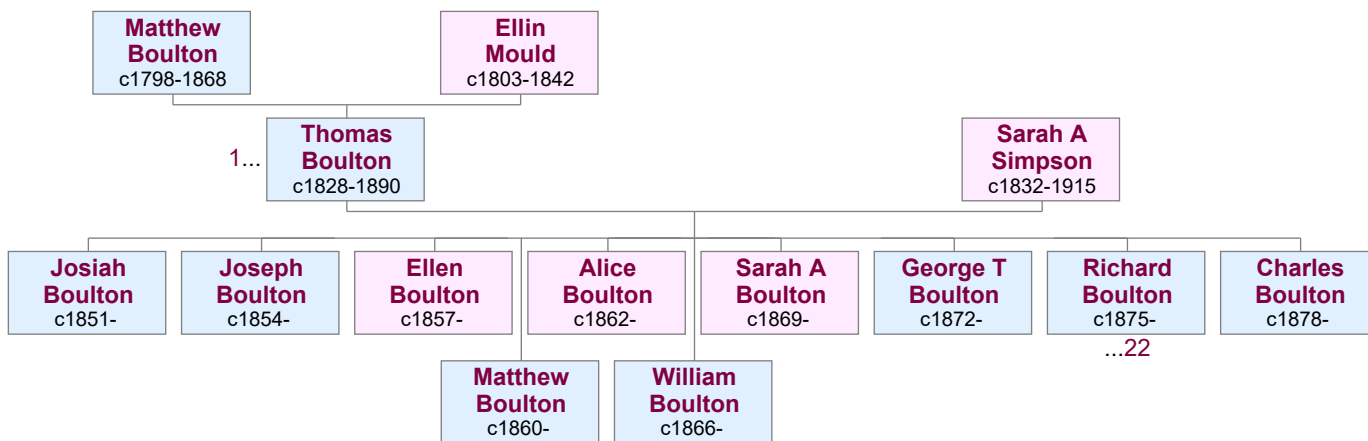 Matthew
Boulton
c1798-1868
Ellin
Mould
c1803-1842
1...
Thomas
Boulton
c1828-1890
Sarah A
Simpson
c1832-1915
Josiah
Boulton
c1851-
Joseph
Boulton
c1854-
Ellen
Boulton
c1857-
Alice
Boulton
c1862-
Sarah A
Boulton
c1869-
George T
Boulton
c1872-
Richard
Boulton
c1875-
...22
Charles
Boulton
c1878-
Matthew
Boulton
c1860-
William
Boulton
c1866-